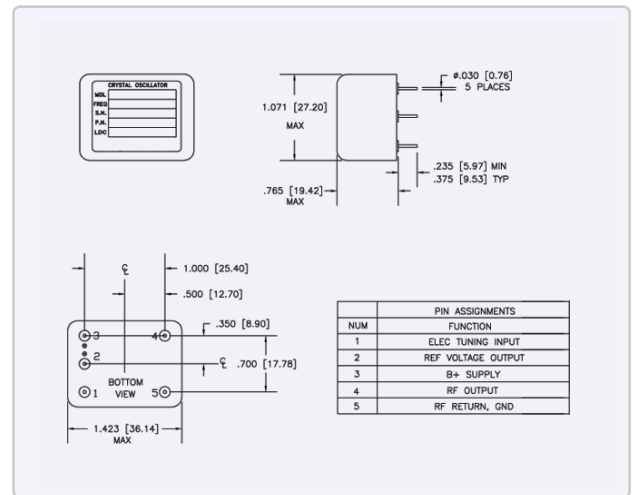 CRYSTAL OSCILLATOR
MDL
FREQ
S.N.
P.N.
LDC
1.071 [27.20]
MAX
ø.030 [0.76]
5 PLACES
.235 [5.97] MIN
.375 [9.53] TYP
.765 [19.42]
MAX
℄
1.000 [25.40]
.500 [12.70]
.350 [8.90]
℄ .700 [17.78]
3
4
2
1
5
BOTTOM
VIEW
1.423 [36.14]
MAX
PIN ASSIGNMENTS
NUM FUNCTION
1 ELEC TUNING INPUT
2 REF VOLTAGE OUTPUT
3 B+ SUPPLY
4 RF OUTPUT
5 RF RETURN, GND